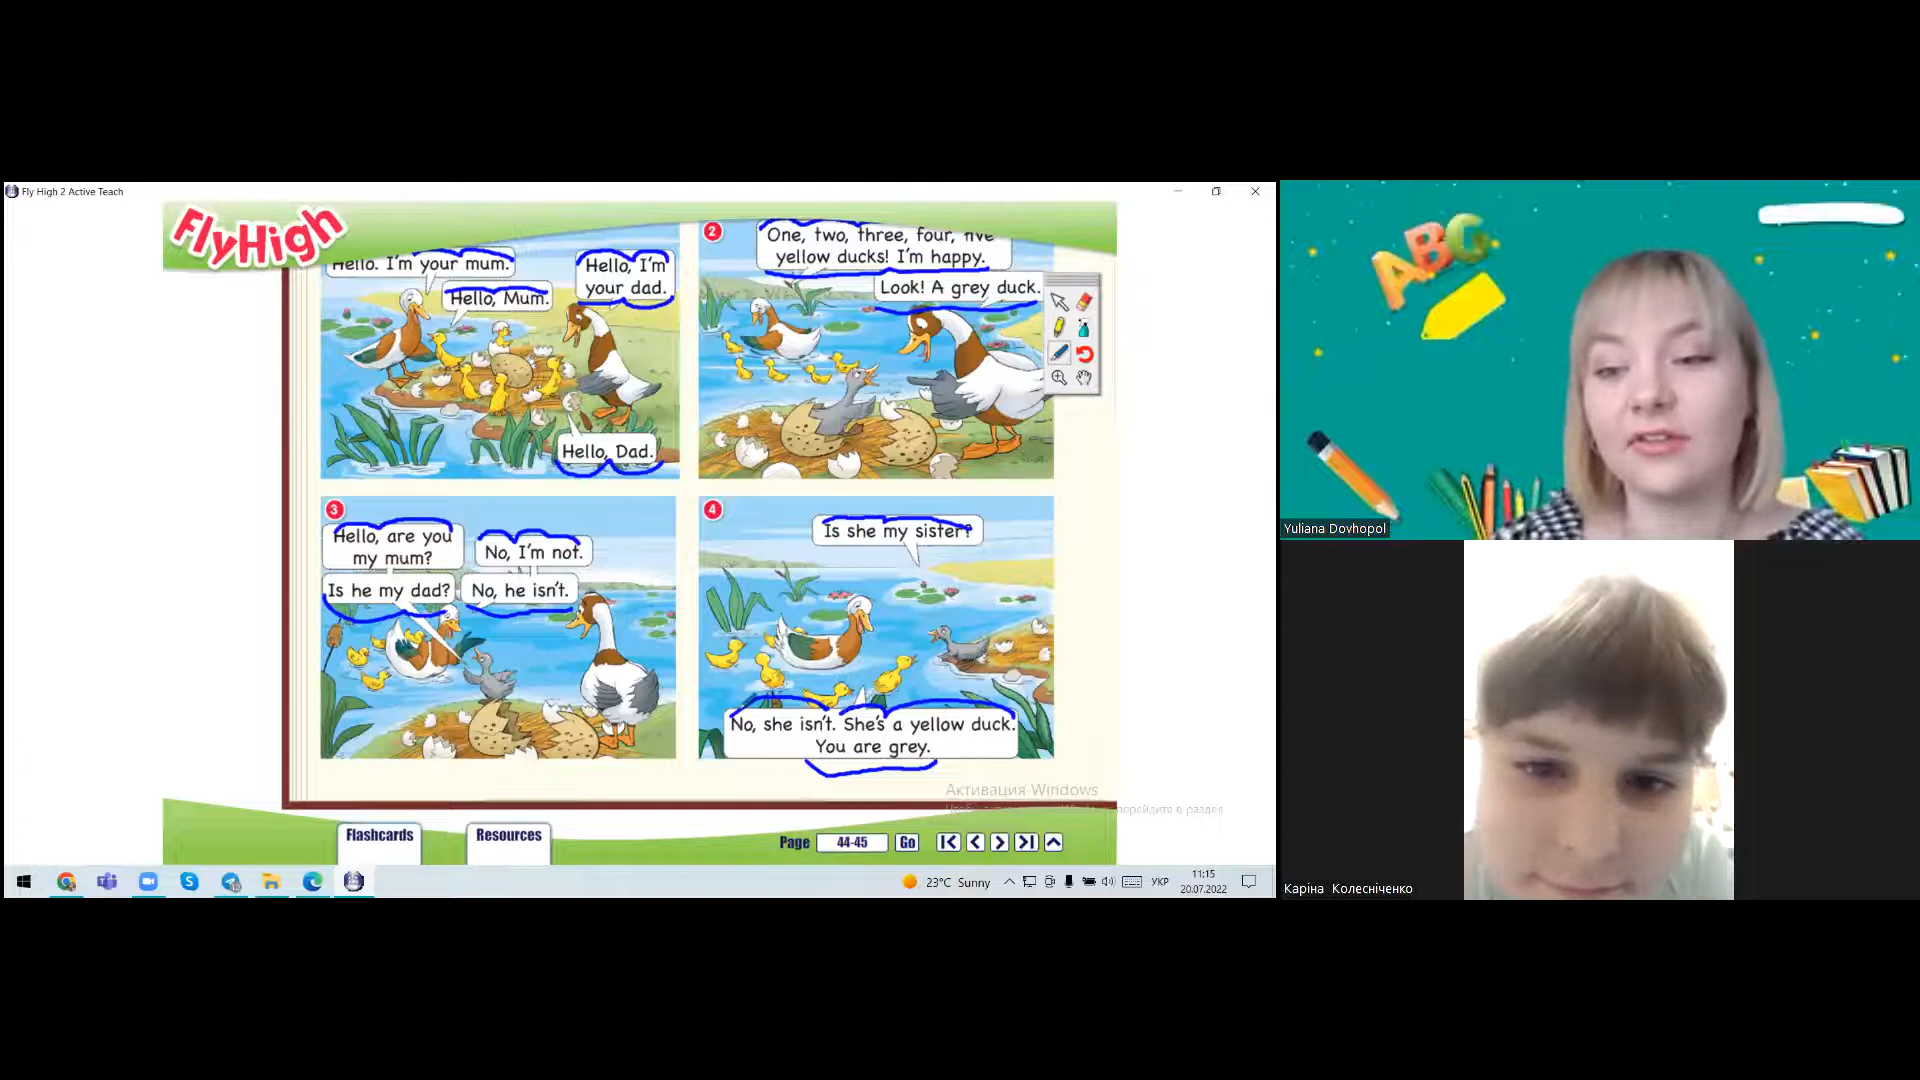 Fly High 2 Active Teach
FlyHigh
Hello. I'm your mum.
Hello, Mum.
Hello, I'm
your dad.
Hello, Dad.
2
One, two, three, four, five
yellow ducks! I'm happy.
Look! A grey duck.
3
Hello, are you
my mum?
No, I'm not.
Is he my dad?
No, he isn't.
4
Is she my sister?
No, she isn't. She's a yellow duck.
You are grey.
Активация Windows
перейдите в раздел
Flashcards
Resources
Page
44-45
Go
23°C Sunny
УКР
11:15
20.07.2022
ABC
Yuliana Dovhopol
Каріна Колесніченко